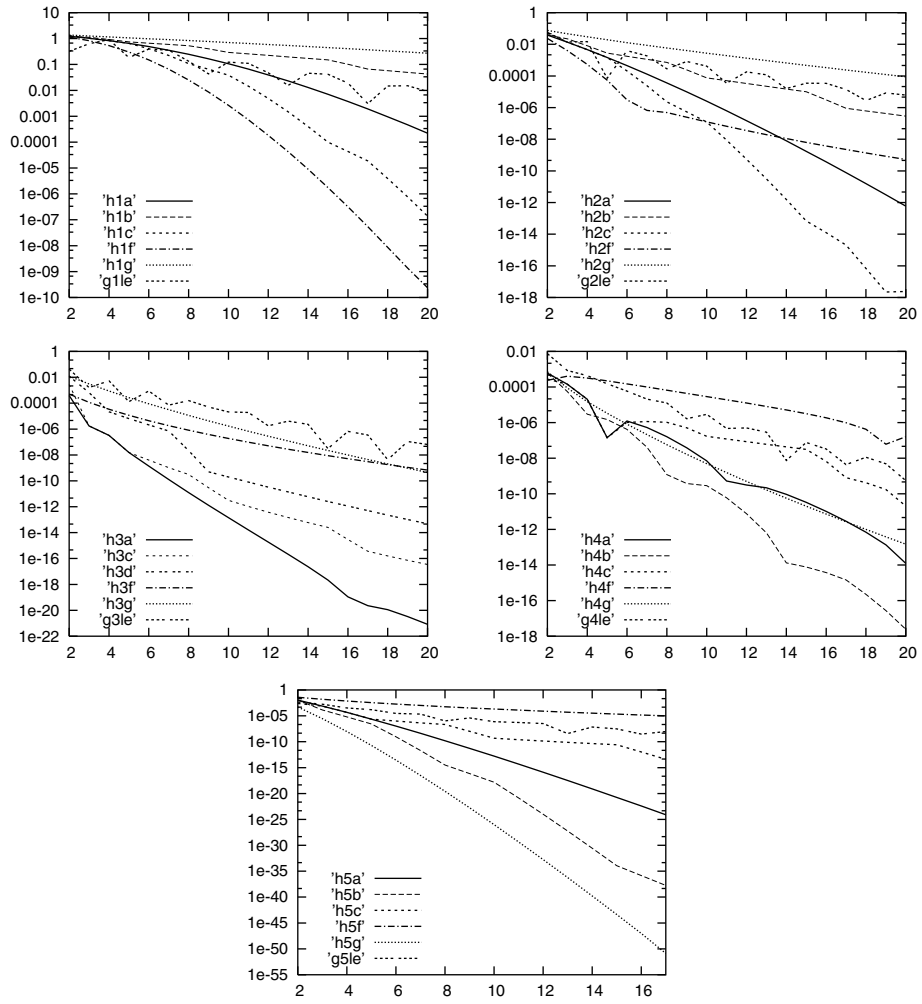 10
1
0.1
0.01
0.001
0.0001
1e-05
1e-06
1e-07
1e-08
1e-09
1e-10
2 4 6 8 10 12 14 16 18 20
'h1a'
'h1b'
'h1c'
'h1f'
'h1g'
'g1le'
1
0.01
0.0001
1e-06
1e-08
1e-10
1e-12
1e-14
1e-16
1e-18
2 4 6 8 10 12 14 16 18 20
'h2a'
'h2b'
'h2c'
'h2f'
'h2g'
'g2le'
1
0.01
0.0001
1e-06
1e-08
1e-10
1e-12
1e-14
1e-16
1e-18
1e-20
1e-22
2 4 6 8 10 12 14 16 18 20
'h3a'
'h3c'
'h3d'
'h3f'
'h3g'
'g3le'
0.01
0.0001
1e-06
1e-08
1e-10
1e-12
1e-14
1e-16
1e-18
2 4 6 8 10 12 14 16 18 20
'h4a'
'h4b'
'h4c'
'h4f'
'h4g'
'g4le'
1
1e-05
1e-10
1e-15
1e-20
1e-25
1e-30
1e-35
1e-40
1e-45
1e-50
1e-55
2 4 6 8 10 12 14 16
'h5a'
'h5b'
'h5c'
'h5f'
'h5g'
'g5le'